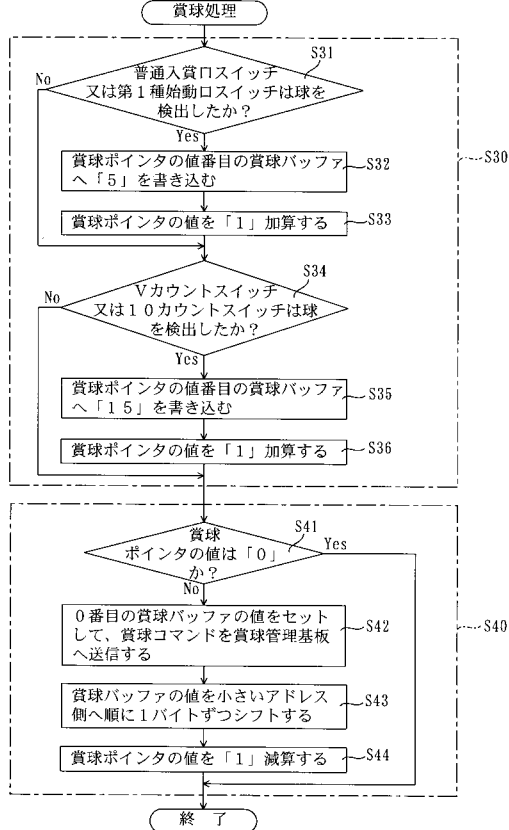 賞球処理
S31
No
普通入賞口スイッチ
又は第1種始動口スイッチは球を
検出したか？
Yes
賞球ポインタの値番目の賞球バッファ
へ「5」を書き込む
S32
S30
賞球ポインタの値を「1」加算する
S33
S34
No
Vカウントスイッチ
又は10カウントスイッチは球
を検出したか？
Yes
賞球ポインタの値番目の賞球バッファ
へ「15」を書き込む
S35
賞球ポインタの値を「1」加算する
S36
S41
賞球
ポインタの値は「0」
か？
Yes
No
0番目の賞球バッファの値をセット
して、賞球コマンドを賞球管理基板
へ送信する
S42
S40
賞球バッファの値を小さいアドレス
側へ順に1バイトずつシフトする
S43
賞球ポインタの値を「1」減算する
S44
終 了